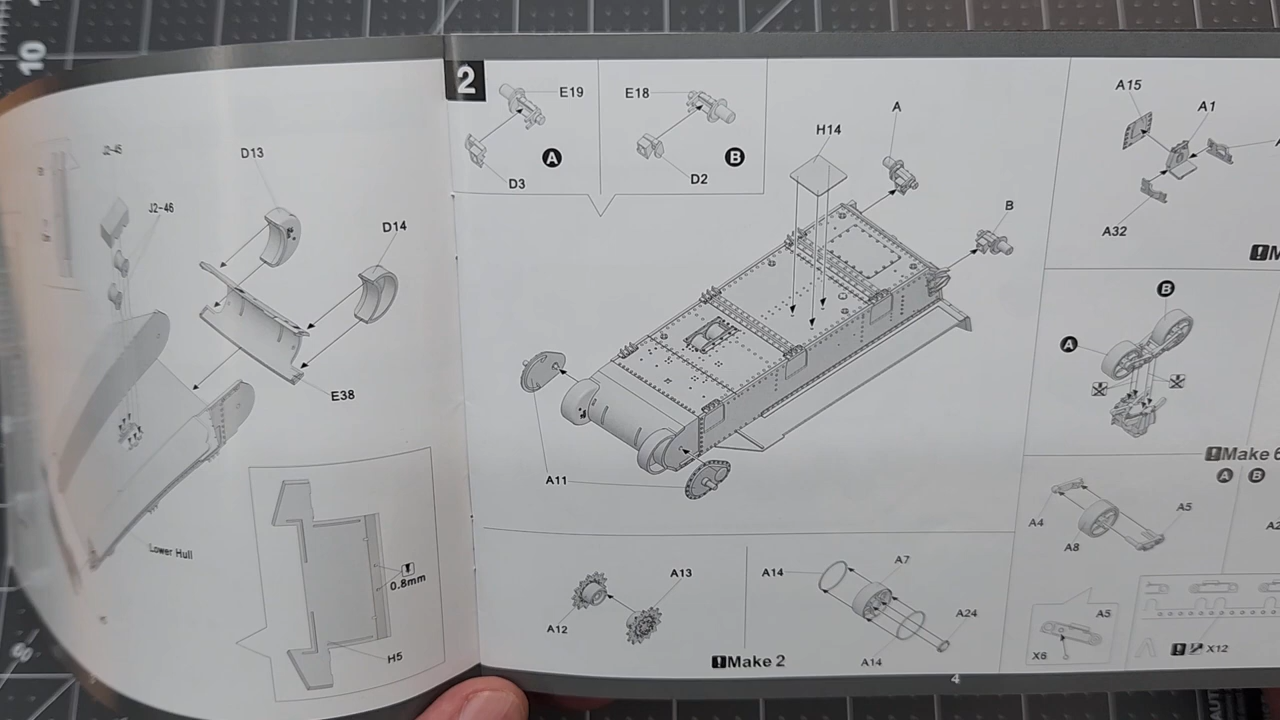 10
J2-46
D13
D14
E38
Lower Hull
0.8mm
H5
2
E19
D3
A
E18
D2
B
H14
A
B
A11
A12
A13
Make 2
A14
A7
A24
A14
4
A15
A1
A32
B
A
Make 6
A B
A4
A8
A5
A5
X6
X12